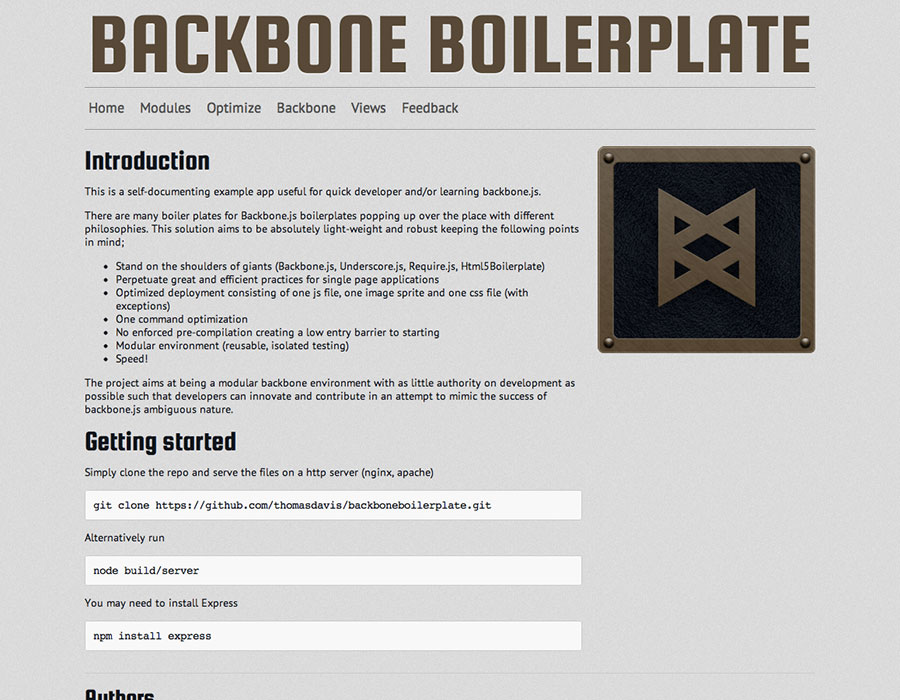 BACKBONE BOILERPLATE
Home Modules Optimize Backbone Views Feedback
Introduction
This is a self-documenting example app useful for quick developer and/or learning backbone.js.
There are many boiler plates for Backbone.js boilerplates popping up over the place with different
philosophies. This solution aims to be absolutely light-weight and robust keeping the following points
in mind;
• Stand on the shoulders of giants (Backbone.js, Underscore.js, Require.js, Html5Boilerplate)
• Perpetuate great and efficient practices for single page applications
• Optimized deployment consisting of one js file, one image sprite and one css file (with
exceptions)
• One command optimization
• No enforced pre-compilation creating a low entry barrier to starting
• Modular environment (reusable, isolated testing)
• Speed!
The project aims at being a modular backbone environment with as little authority on development as
possible such that developers can innovate and contribute in an attempt to mimic the success of
backbone.js ambiguous nature.
Getting started
Simply clone the repo and serve the files on a http server (nginx, apache)
git clone https://github.com/thomasdavis/backboneboilerplate.git
Alternatively run
node build/server
You may need to install Express
npm install express
Authors